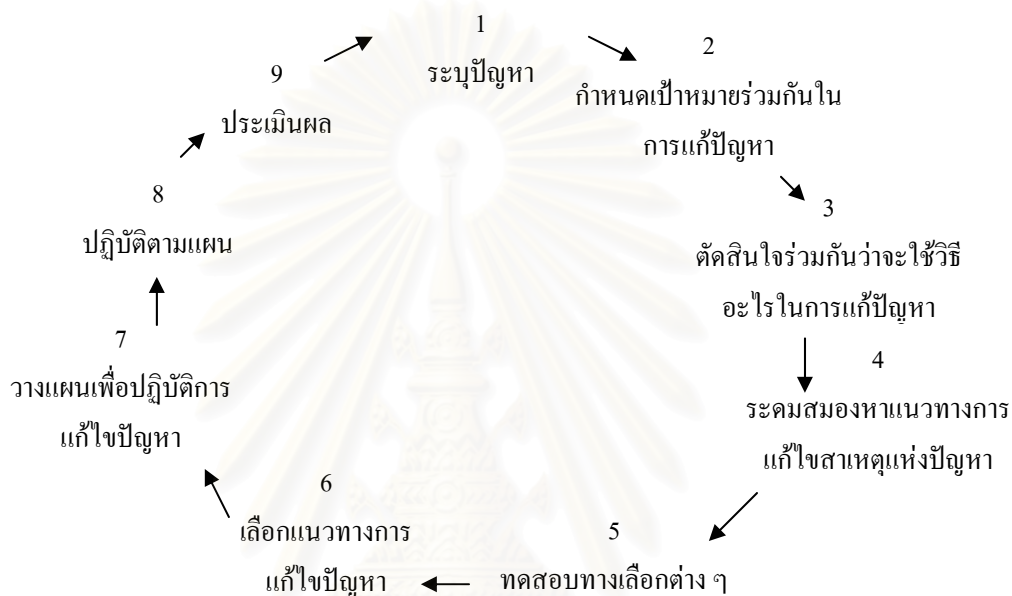 1
ระบุปัญหา
2
กำหนดเป้าหมายร่วมกันใน
การแก้ปัญหา
3
ตัดสินใจร่วมกันว่าจะใช้วิธี
อะไรในการแก้ปัญหา
4
ระดมสมองหาแนวทางการ
แก้ไขสาเหตุแห่งปัญหา
5
ทดสอบทางเลือกต่าง ๆ
6
เลือกแนวทางการ
แก้ไขปัญหา
7
วางแผนเพื่อปฏิบัติการ
แก้ไขปัญหา
8
ปฏิบัติตามแผน
9
ประเมินผล